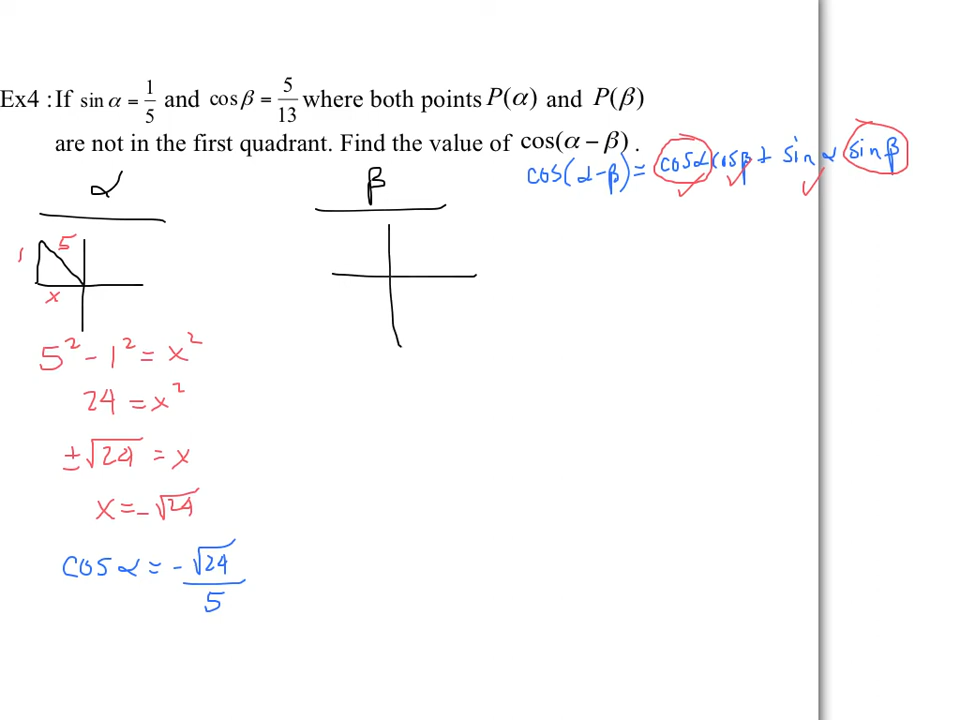 Ex4 : If sin α = 1/5 and cos β = 5/13 where both points P(α) and P(β)
are not in the first quadrant. Find the value of cos(α − β) .
cos(α-β) = cosα cosβ + sin α sin β
α
β
1
5
x
5² - 1² = x²
24 = x²
±√24 = x
x = -√24
cos α = -√24/5